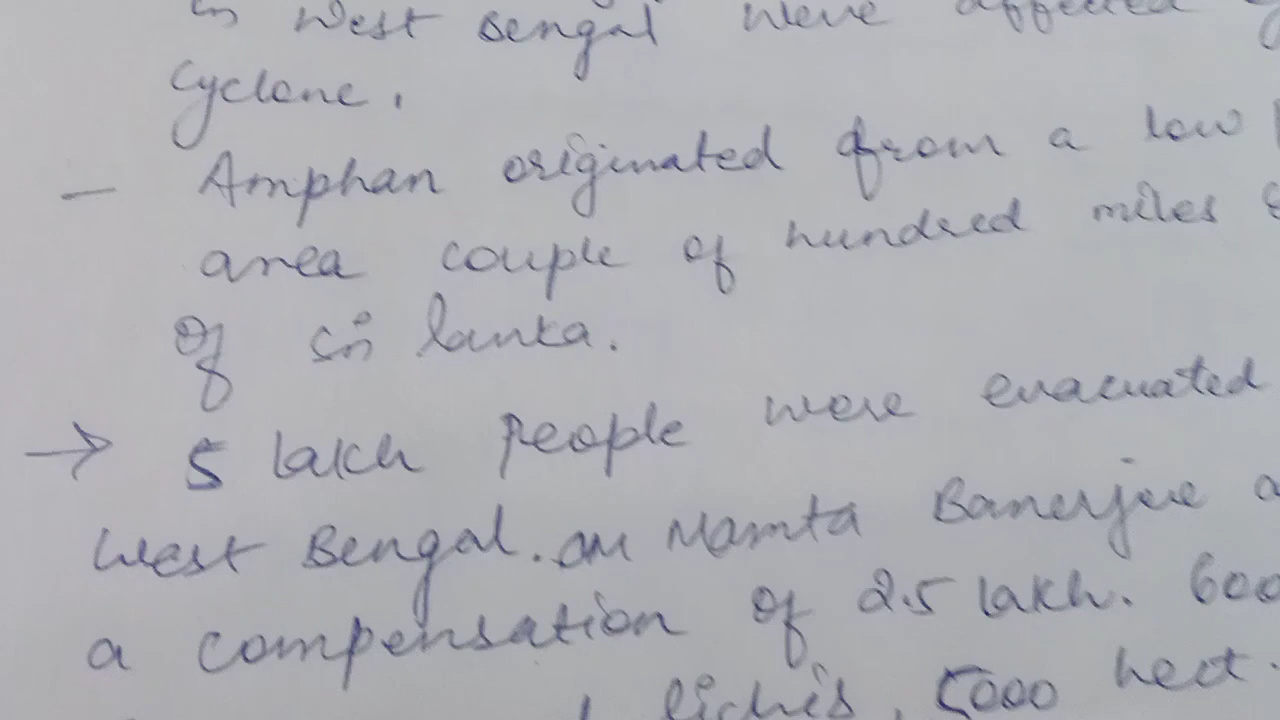 in West Bengal were affected
Cyclone.
— Amphan originated from a low
area couple of hundred miles
of Sri lanka.
→ 5 lakh people were evacuated
West Bengal. CM Mamta Banerjee
a compensation of 2.5 lakh. 600
lichis, 5000 hect.